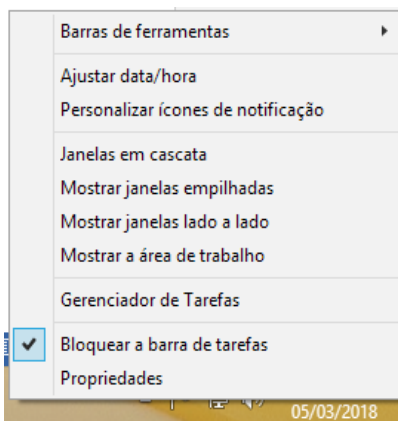 Barras de ferramentas
Ajustar data/hora
Personalizar ícones de notificação
Janelas em cascata
Mostrar janelas empilhadas
Mostrar janelas lado a lado
Mostrar a área de trabalho
Gerenciador de Tarefas
Bloquear a barra de tarefas
Propriedades
05/03/2018